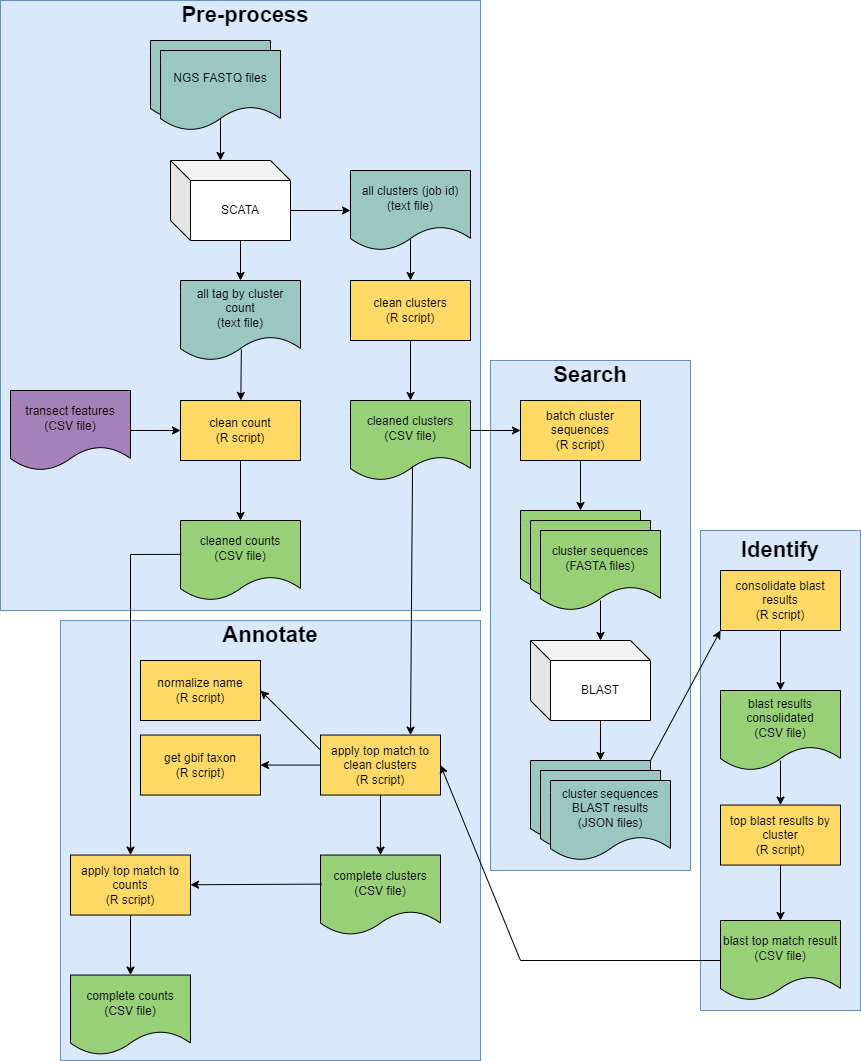 Pre-process
NGS FASTQ files
SCATA
all clusters (job id)
(text file)
all tag by cluster
count
(text file)
clean clusters
(R script)
transect features
(CSV file)
clean count
(R script)
cleaned clusters
(CSV file)
cleaned counts
(CSV file)
Search
batch cluster
sequences
(R script)
cluster sequences
(FASTA files)
BLAST
cluster sequences
BLAST results
(JSON files)
Identify
consolidate blast
results
(R script)
blast results
consolidated
(CSV file)
top blast results by
cluster
(R script)
blast top match result
(CSV file)
Annotate
normalize name
(R script)
get gbif taxon
(R script)
apply top match to
clean clusters
(R script)
apply top match to
counts
(R script)
complete clusters
(CSV file)
complete counts
(CSV file)